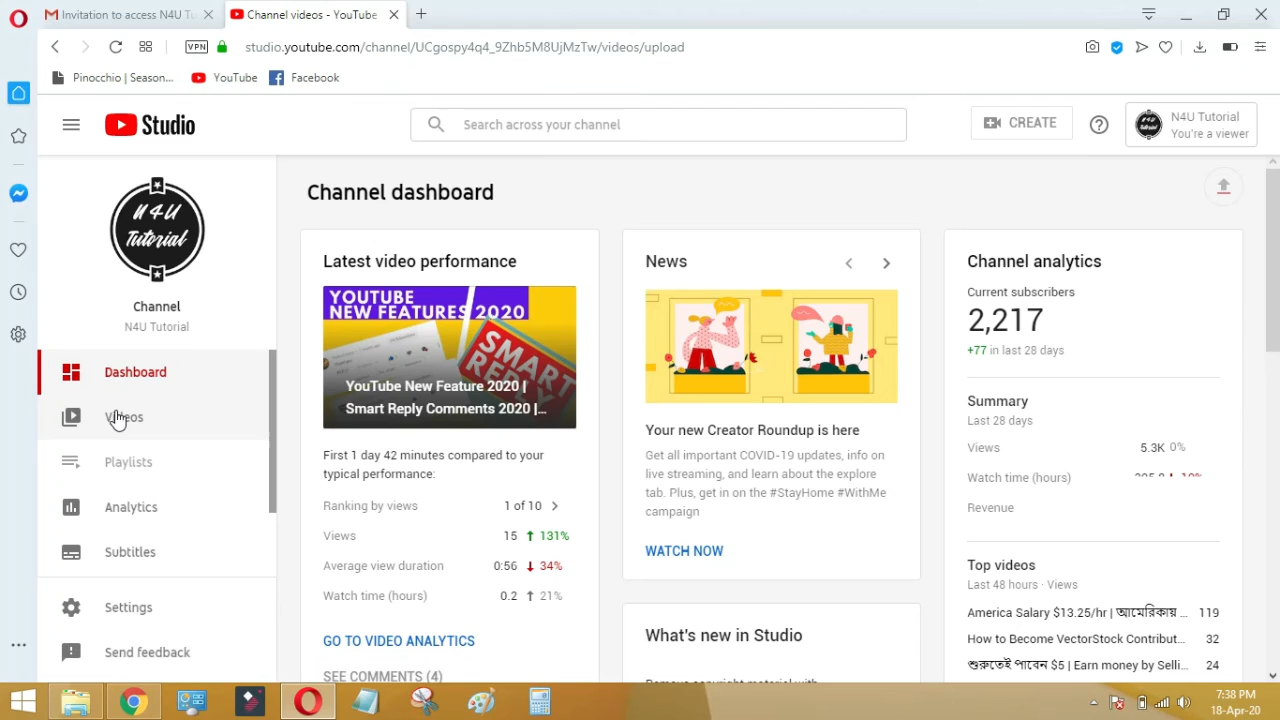 Invitation to access N4U Tu
Channel videos - YouTube
VPN
studio.youtube.com/channel/UCgospy4q4_9Zhb5M8UjMzTw/videos/upload
Pinocchio | Season...
YouTube
Facebook
Studio
Search across your channel
CREATE
N4U Tutorial
You're a viewer
N4U
Tutorial
Channel
N4U Tutorial
Dashboard
Videos
Playlists
Analytics
Subtitles
Settings
Send feedback
Channel dashboard
Latest video performance
YOUTUBE
NEW FEATURES 2020
SMART
REPLY
YouTube New Feature 2020 |
Smart Reply Comments 2020 |...
First 1 day 42 minutes compared to your
typical performance:
Ranking by views 1 of 10
Views 15 131%
Average view duration 0:56 34%
Watch time (hours) 0.2 21%
GO TO VIDEO ANALYTICS
SEE COMMENTS (4)
News
Your new Creator Roundup is here
Get all important COVID-19 updates, info on
live streaming, and learn about the explore
tab. Plus, get in on the #StayHome #WithMe
campaign
WATCH NOW
What's new in Studio
Channel analytics
Current subscribers
2,217
+77 in last 28 days
Summary
Last 28 days
Views 5.3K 0%
Watch time (hours)
Revenue
Top videos
Last 48 hours · Views
America Salary $13.25/hr | আমেরিকায় ... 119
How to Become VectorStock Contribut... 32
শুরুতেই পাবেন $5 | Earn money by Selli... 24
7:38 PM
18-Apr-20